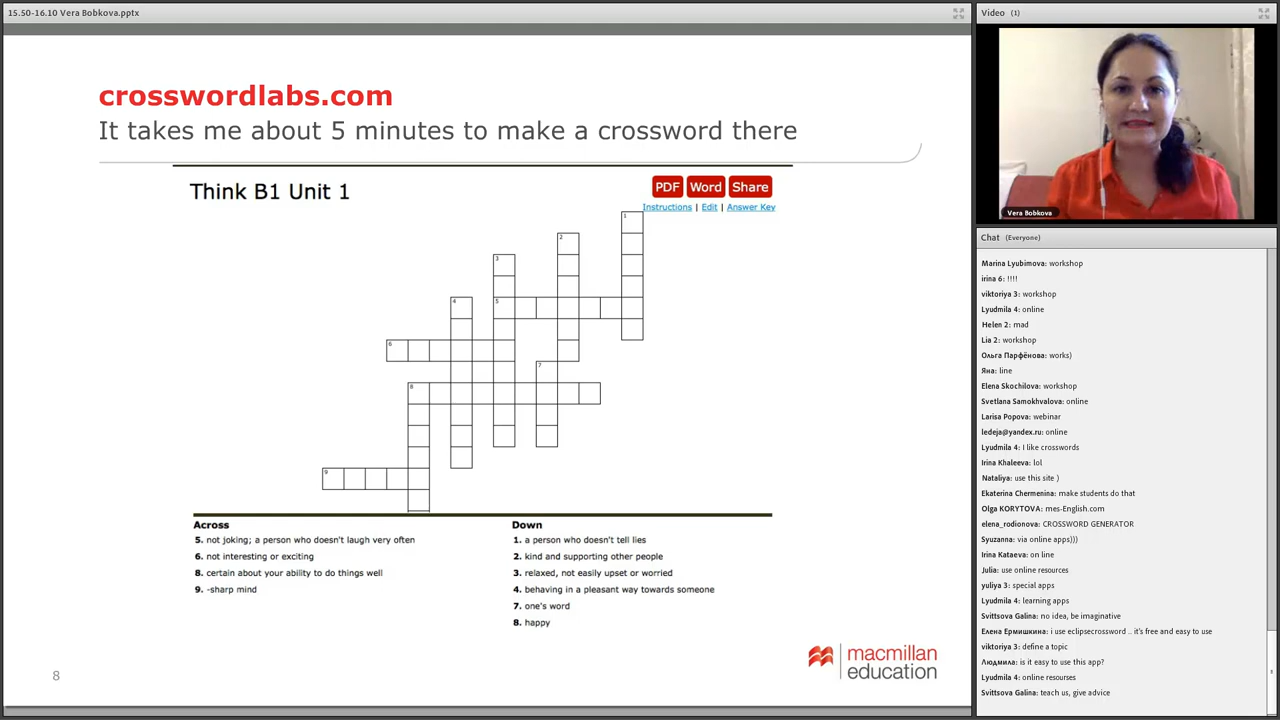 15.50-16.10 Vera Bobkova.pptx
crosswordlabs.com
It takes me about 5 minutes to make a crossword there
Think B1 Unit 1
PDF Word Share
Instructions | Edit | Answer Key
1
2
3
4
5
6
7
8
9
Across
5. not joking; a person who doesn't laugh very often
6. not interesting or exciting
8. certain about your ability to do things well
9. -sharp mind
Down
1. a person who doesn't tell lies
2. kind and supporting other people
3. relaxed, not easily upset or worried
4. behaving in a pleasant way towards someone
7. one's word
8. happy
8
macmillan
education
Video (1)
Vera Bobkova
Chat (Everyone)
Marina Lyubimova: workshop
irina 6: !!!!
viktoriya 3: workshop
Lyudmila 4: online
Helen 2: mad
Lia 2: workshop
Ольга Парфёнова: works)
Яна: line
Elena Skochilova: workshop
Svetlana Samokhvalova: online
Larisa Popova: webinar
ledeja@yandex.ru: online
Lyudmila 4: I like crosswords
Irina Khaleeva: lol
Nataliya: use this site )
Ekaterina Chermenina: make students do that
Olga KORYTOVA: mes-English.com
elena_rodionova: CROSSWORD GENERATOR
Syuzanna: via online apps)))
Irina Kataeva: on line
Julia: use online resources
yuliya 3: special apps
Lyudmila 4: learning apps
Svittsova Galina: no idea, be imaginative
Елена Ермишкина: i use eclipsecrossword .. it's free and easy to use
viktoriya 3: define a topic
Людмила: is it easy to use this app?
Lyudmila 4: online resourses
Svittsova Galina: teach us, give advice